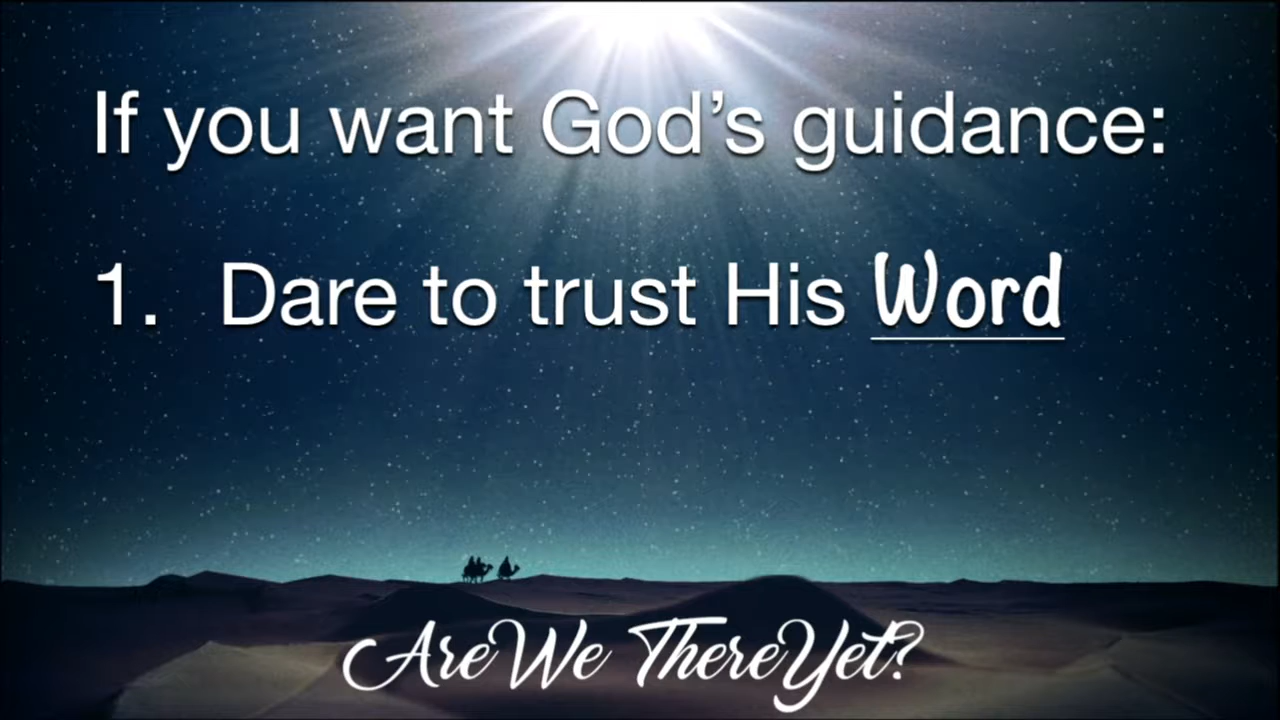 If you want God’s guidance:
1. Dare to trust His Word
Are We There Yet?